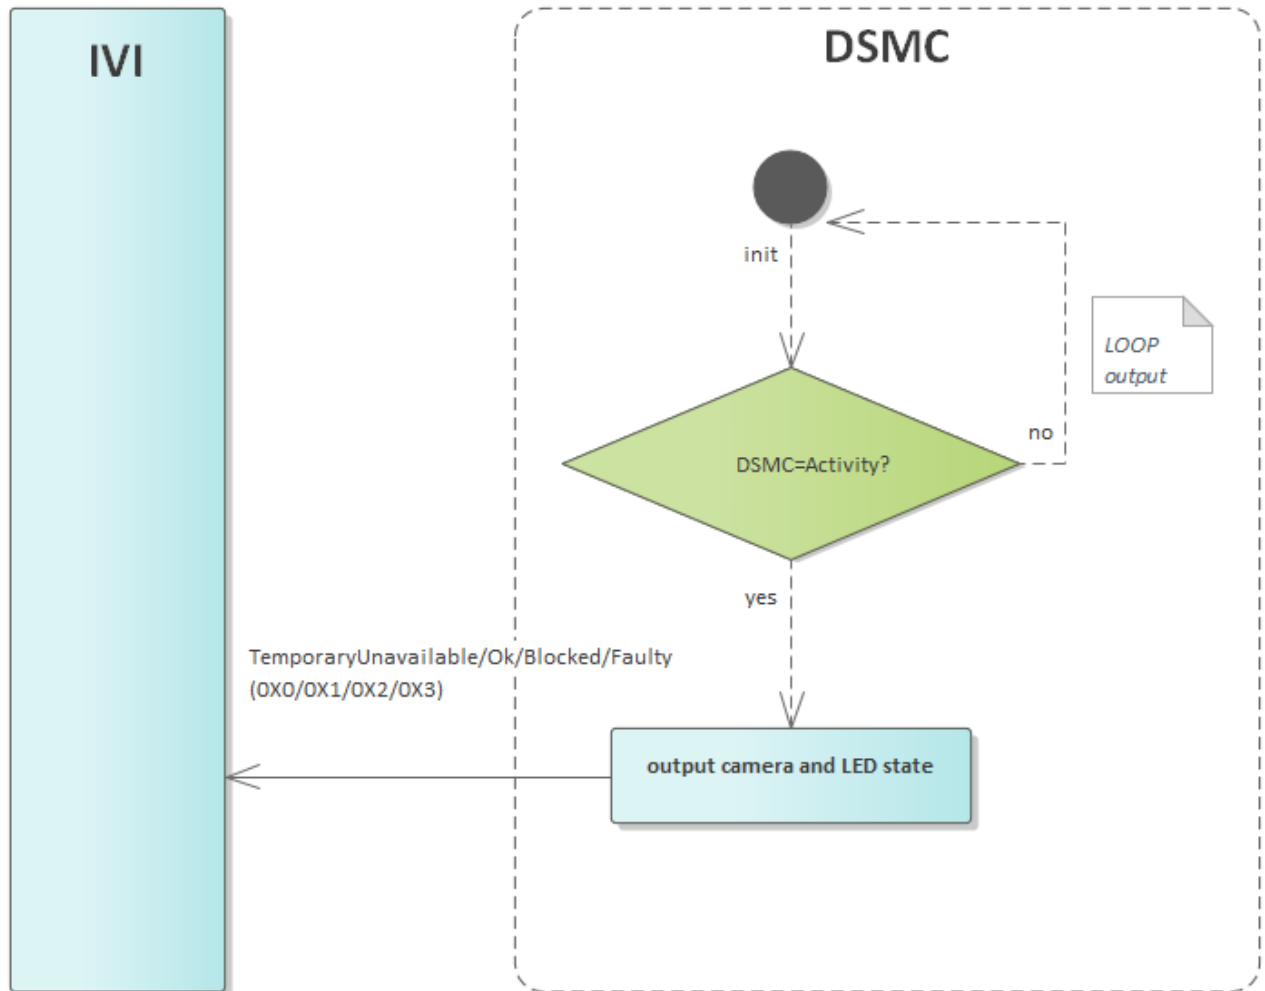 IVI
DSMC
init
LOOP
output
no
DSMC=Activity?
yes
TemporaryUnavailable/Ok/Blocked/Faulty
(0X0/0X1/0X2/0X3)
output camera and LED state